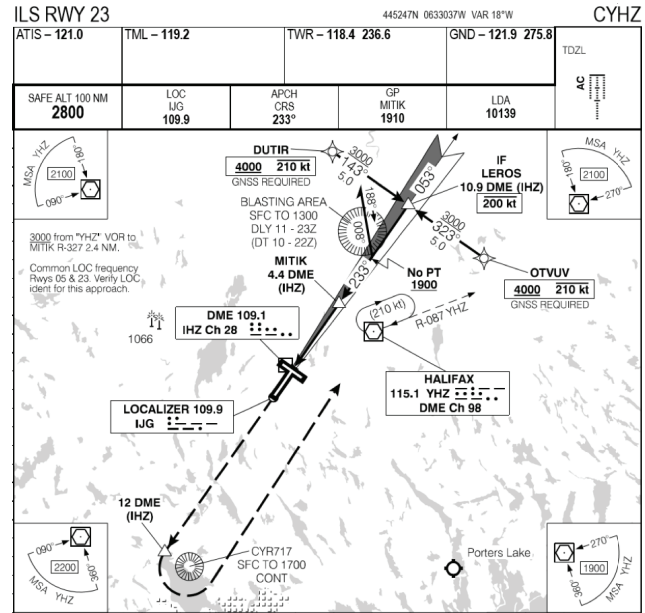 ILS RWY 23
445247N 0633037W VAR 18°W
CYHZ
ATIS – 121.0
TML – 119.2
TWR – 118.4 236.6
GND – 121.9 275.8
TDZL
AC
SAFE ALT 100 NM
2800
LOC
IJG
109.9
APCH
CRS
233°
GP
MITIK
1910
LDA
10139
MSA YHZ
2100
180°
090°
DUTIR
4000 210 kt
GNSS REQUIRED
3000
143°
5.0
053°
IF
LEROS
10.9 DME (IHZ)
200 kt
MSA YHZ
2100
180°
270°
BLASTING AREA
SFC TO 1300
DLY 11 - 23Z
(DT 10 - 22Z)
188°
008°
3000
323°
5.0
3000 from "YHZ" VOR to
MITIK R-327 2.4 NM.
Common LOC frequency
Rwys 05 & 23. Verify LOC
ident for this approach.
MITIK
4.4 DME
(IHZ)
233°
No PT
1900
OTVUV
4000 210 kt
GNSS REQUIRED
(210 kt)
R-087 YHZ
1066
DME 109.1
IHZ Ch 28
HALIFAX
115.1 YHZ
DME Ch 98
LOCALIZER 109.9
IJG
12 DME
(IHZ)
CYR717
SFC TO 1700
CONT
Porters Lake
090°
360°
2200
MSA YHZ
270°
360°
1900
MSA YHZ